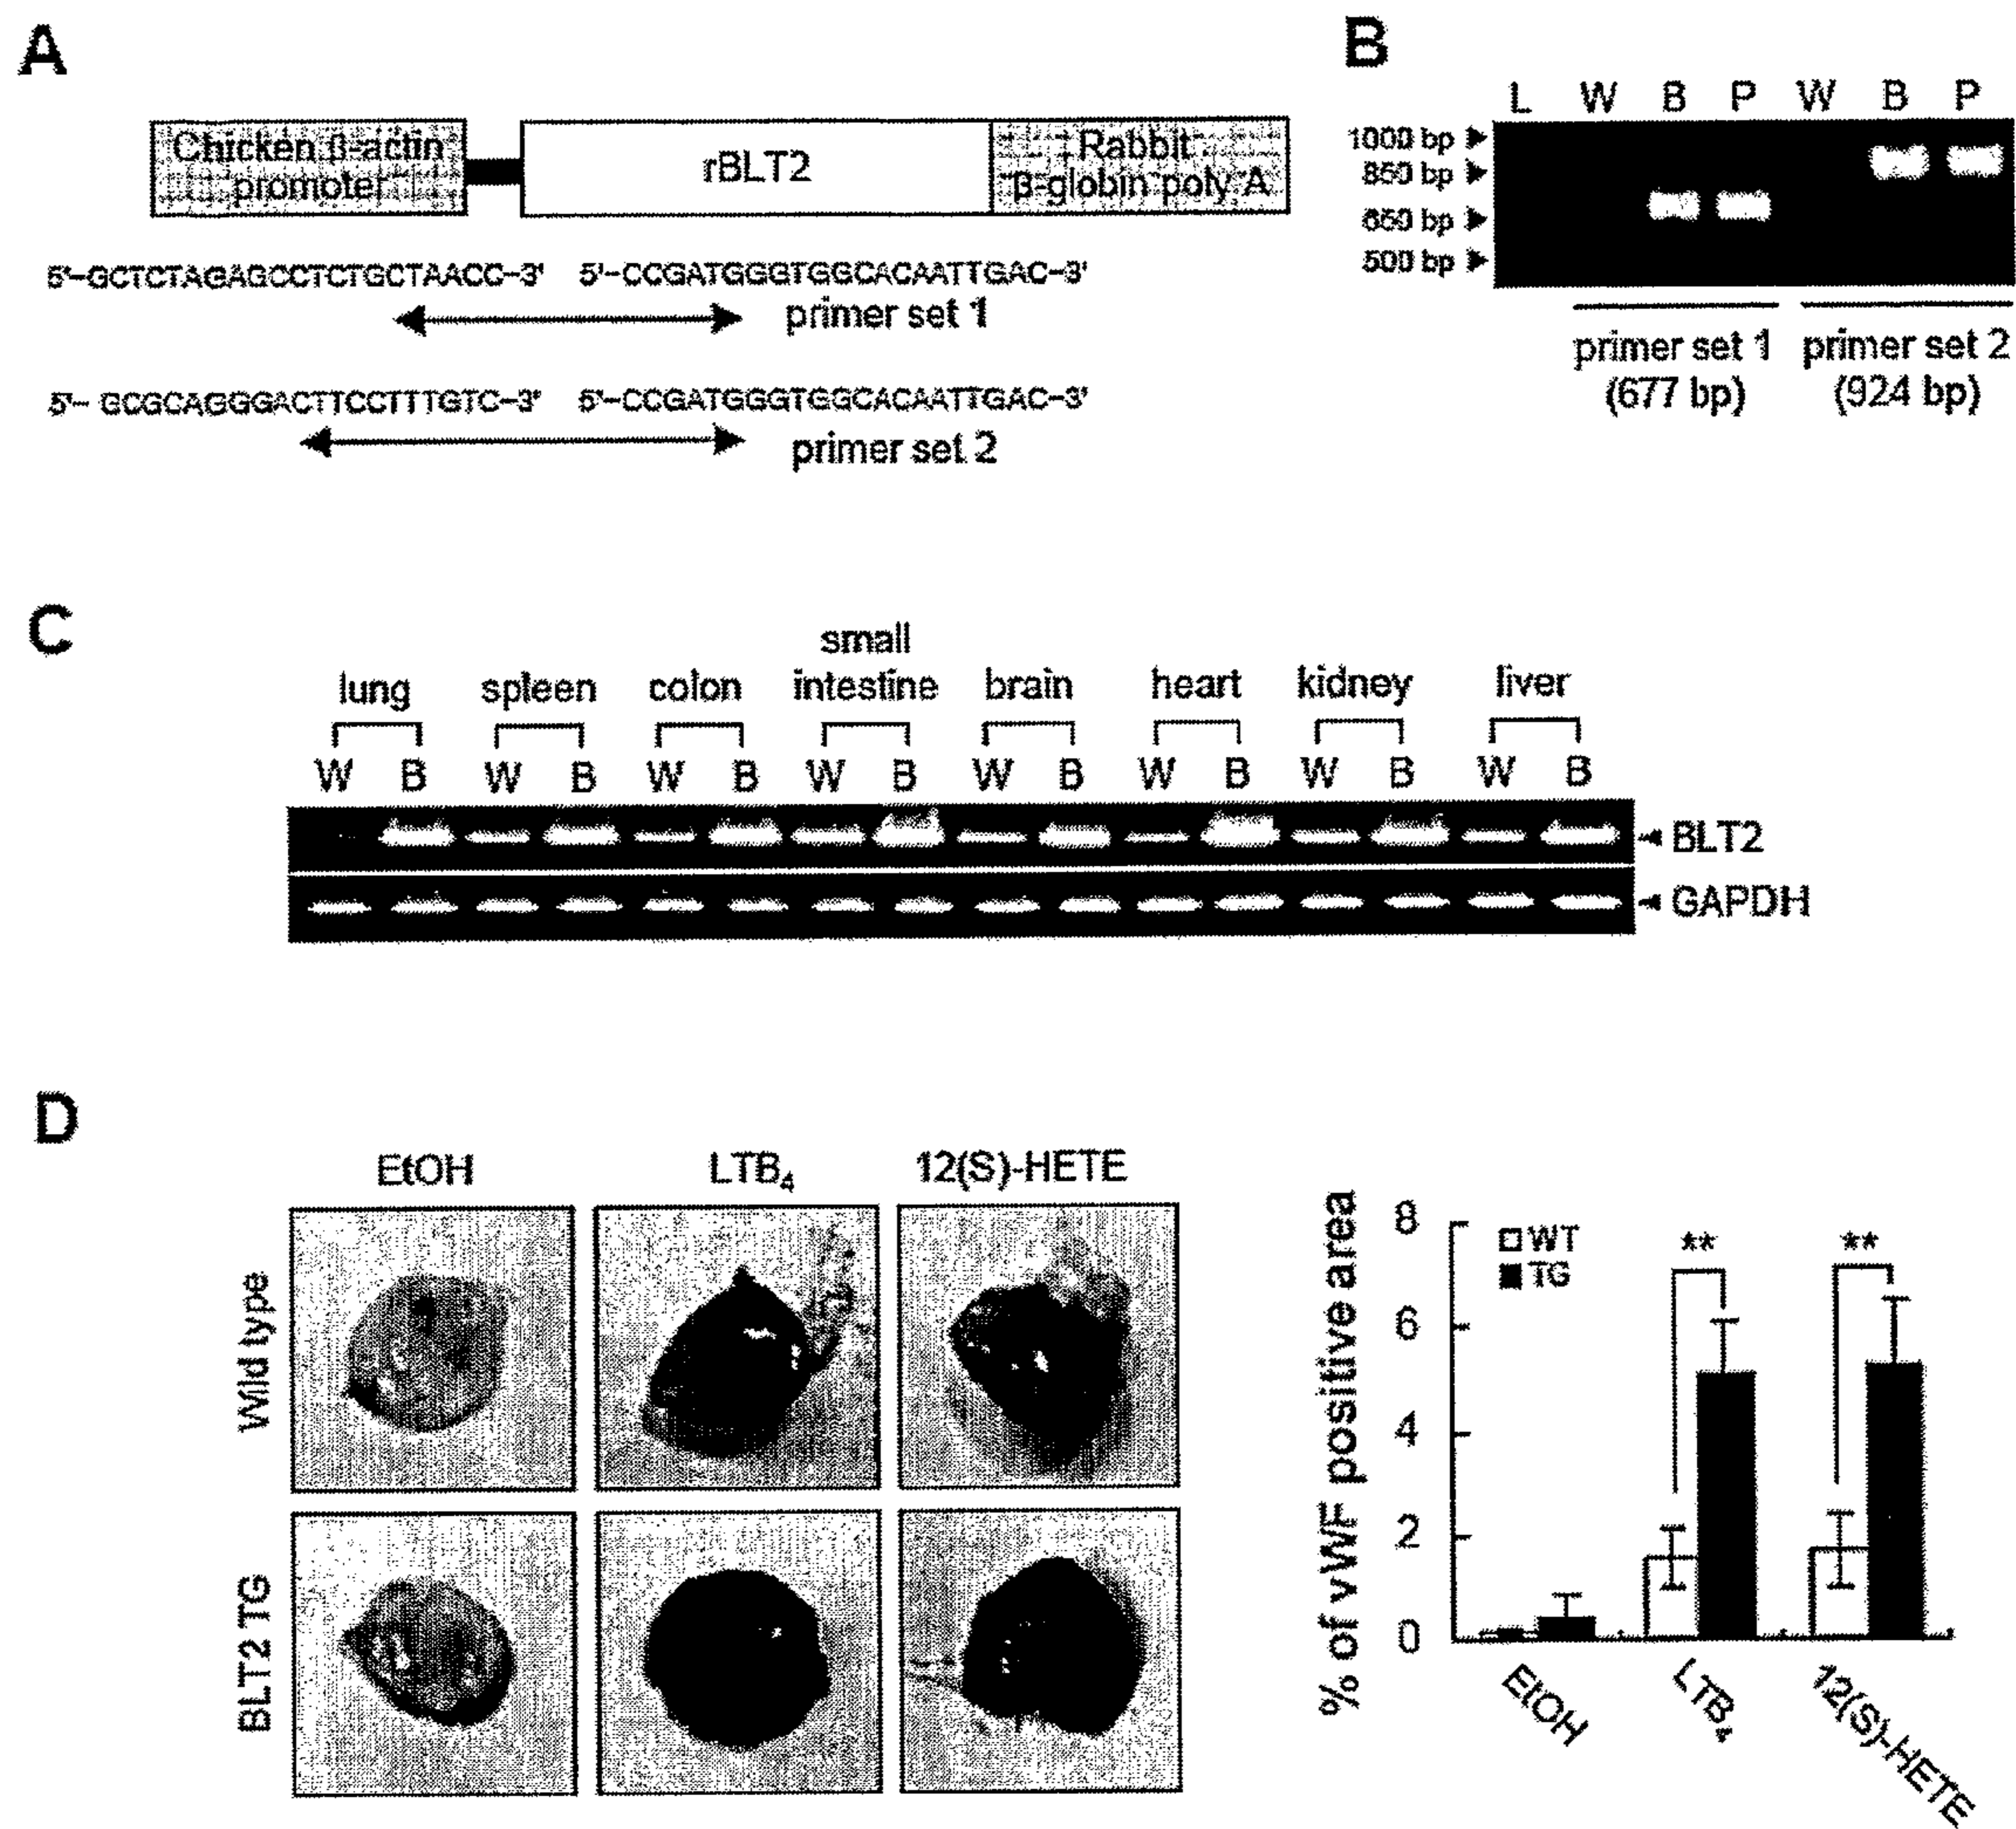 A
Chicken β-actin
promoter
rBLT2
Rabbit
β-globin poly A
5'-GCTCTAGAGCCTCTGCTAACC-3' 5'-CCGATGGGTGGCACAATTGAC-3'
primer set 1
5'- GCGCAGGGACTTCCTTTGTC-3' 5'-CCGATGGGTGGCACAATTGAC-3'
primer set 2
B
L W B P W B P
1000 bp
850 bp
650 bp
500 bp
primer set 1 primer set 2
(677 bp) (924 bp)
C
lung spleen colon small intestine brain heart kidney liver
W B W B W B W B W B W B W B W B
BLT2
GAPDH
D
EtOH LTB4 12(S)-HETE
Wild type
BLT2 TG
% of vWF positive area
8
6
4
2
0
WT
TG
** **
EtOH
LTB4
12(S)-HETE